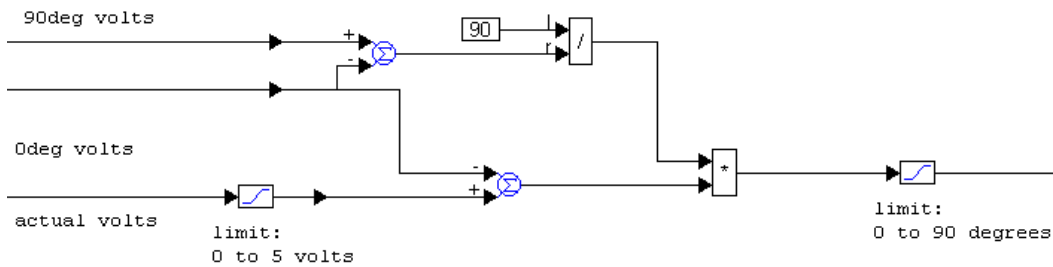 90deg volts
+
-
Σ
90
l
r
/
0deg volts
-
+
Σ
*
actual volts
limit:
0 to 5 volts
limit:
0 to 90 degrees